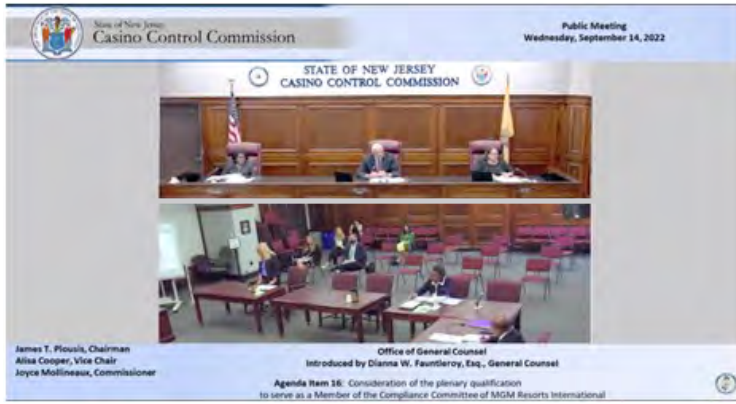 State of New Jersey
Casino Control Commission
Public Meeting
Wednesday, September 14, 2022
STATE OF NEW JERSEY
CASINO CONTROL COMMISSION
James T. Plousis, Chairman
Alisa Cooper, Vice Chair
Joyce Mollineaux, Commissioner
Office of General Counsel
Introduced by Dianna W. Fauntleroy, Esq., General Counsel
Agenda Item 16: Consideration of the plenary qualification
to serve as a Member of the Compliance Committee of MGM Resorts International